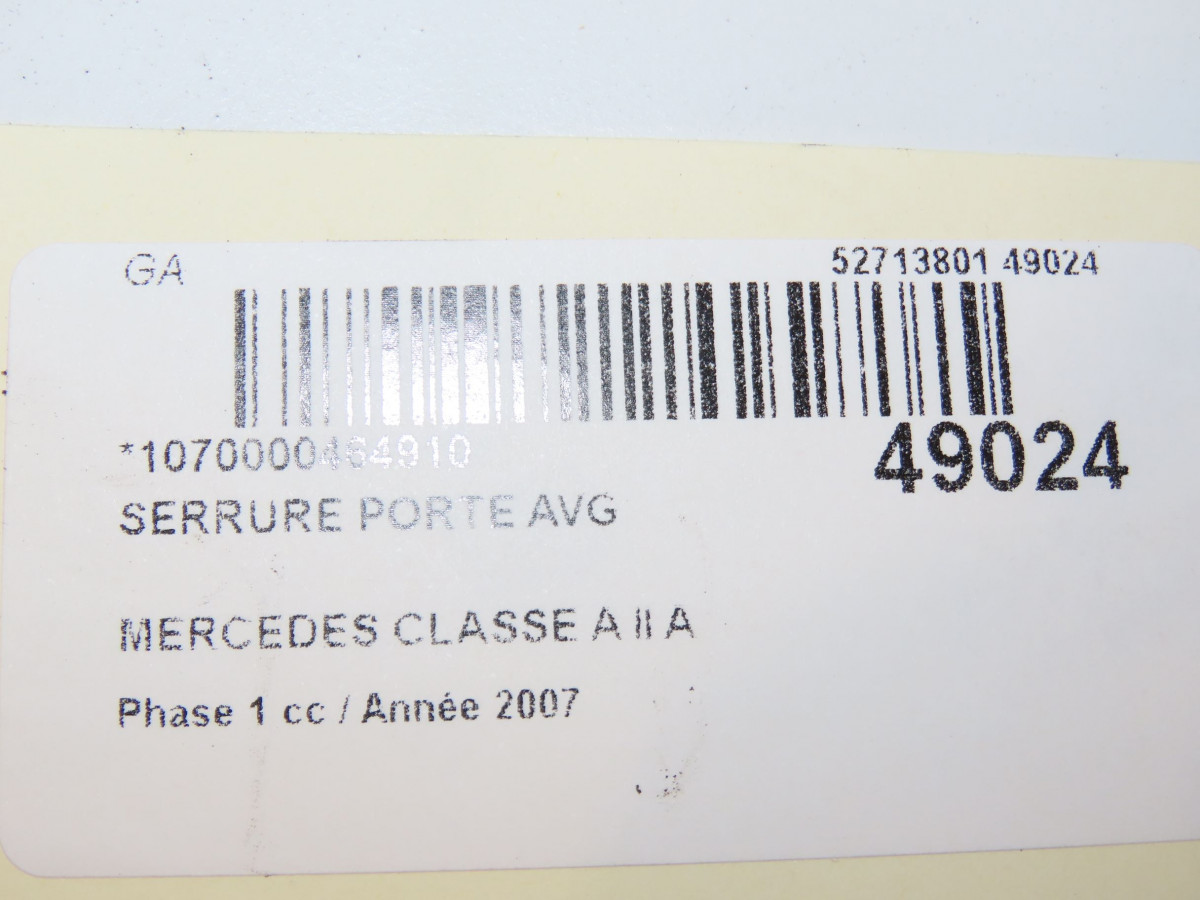 GA
52713801 49024
*1070000464910
49024
SERRURE PORTE AVG
MERCEDES CLASSE A II A
Phase 1 cc / Année 2007